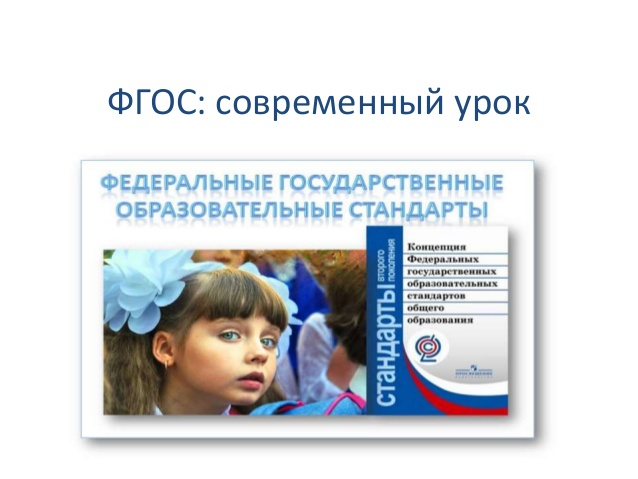 ФГОС: современный урок
ФЕДЕРАЛЬНЫЕ ГОСУДАРСТВЕННЫЕ
ОБРАЗОВАТЕЛЬНЫЕ СТАНДАРТЫ
стандарты
второго
поколения
Концепция
Федеральных
государственных
образовательных
стандартов
общего
образования